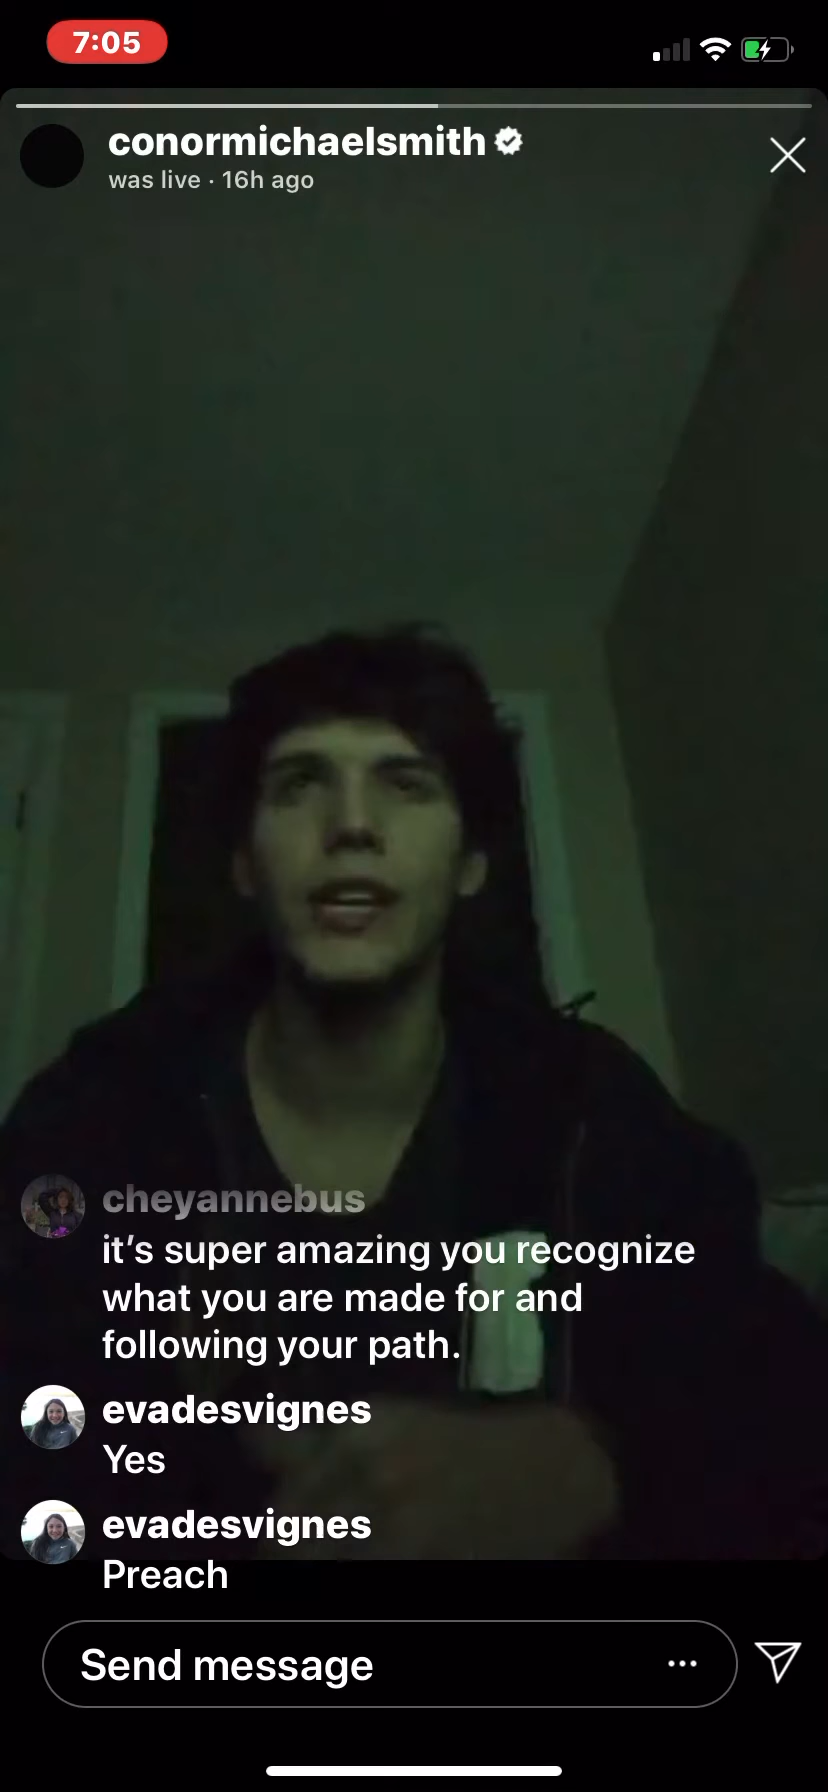 7:05
conormichaelsmith
was live · 16h ago
cheyannebus
it's super amazing you recognize
what you are made for and
following your path.
evadesvignes
Yes
evadesvignes
Preach
Send message